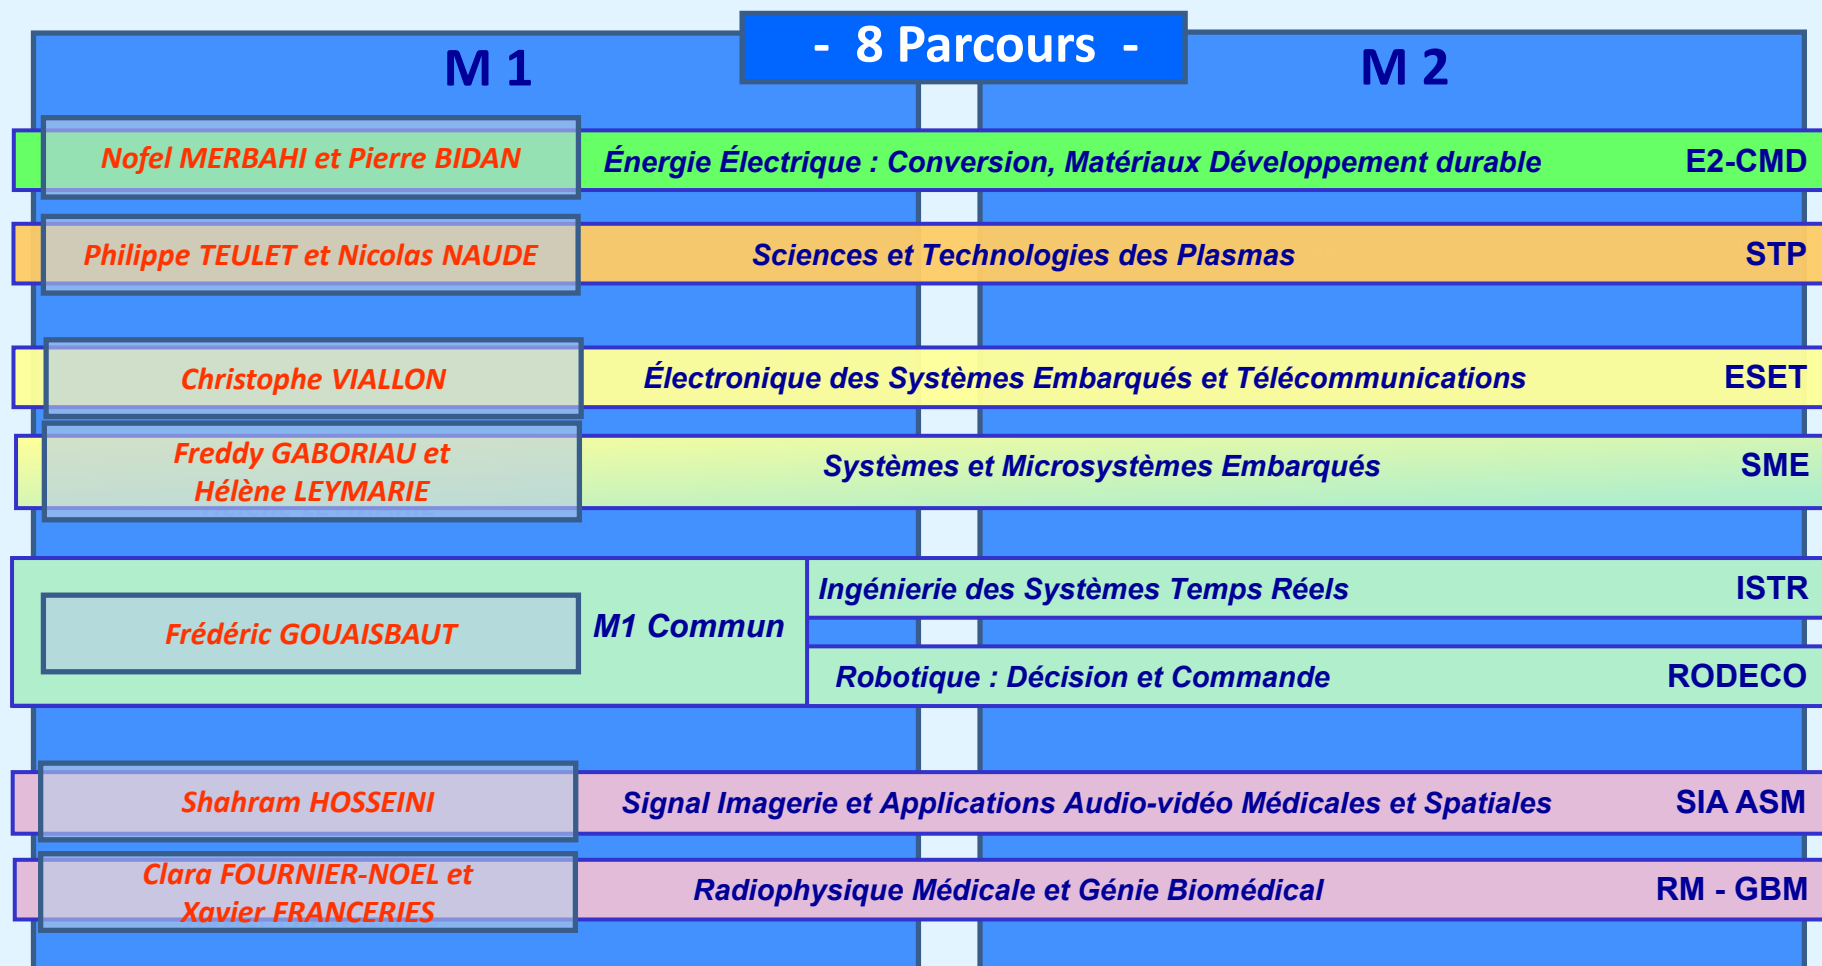 - 8 Parcours -
M 1
M 2
Nofel MERBAHI et Pierre BIDAN
Énergie Électrique : Conversion, Matériaux Développement durable
E2-CMD
Philippe TEULET et Nicolas NAUDE
Sciences et Technologies des Plasmas
STP
Christophe VIALLON
Électronique des Systèmes Embarqués et Télécommunications
ESET
Freddy GABORIAU et
Hélène LEYMARIE
Systèmes et Microsystèmes Embarqués
SME
Frédéric GOUAISBAUT
M1 Commun
Ingénierie des Systèmes Temps Réels
ISTR
Robotique : Décision et Commande
RODECO
Shahram HOSSEINI
Signal Imagerie et Applications Audio-vidéo Médicales et Spatiales
SIA ASM
Clara FOURNIER-NOEL et
Xavier FRANCERIES
Radiophysique Médicale et Génie Biomédical
RM - GBM